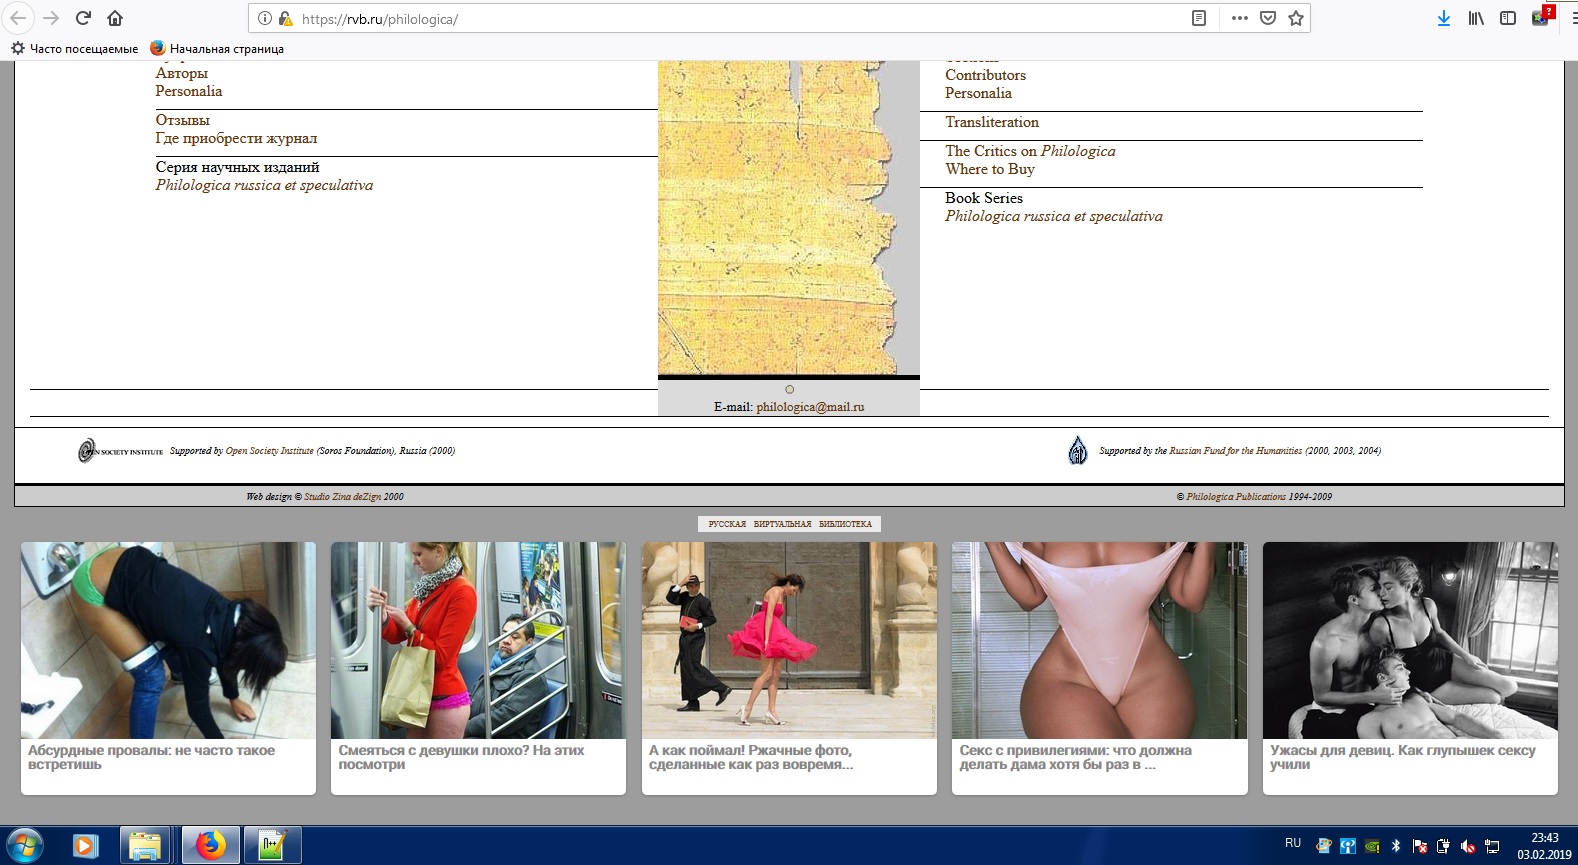 https://rvb.ru/philologica/
Часто посещаемые
Начальная страница
Авторы
Personalia
Отзывы
Где приобрести журнал
Серия научных изданий
Philologica russica et speculativa
Contributors
Personalia
Transliteration
The Critics on Philologica
Where to Buy
Book Series
Philologica russica et speculativa
E-mail: philologica@mail.ru
OPEN SOCIETY INSTITUTE
Supported by Open Society Institute (Soros Foundation), Russia (2000)
Supported by the Russian Fund for the Humanities (2000, 2003, 2004)
Web design © Studio Zina deZign 2000
© Philologica Publications 1994-2009
РУССКАЯ ВИРТУАЛЬНАЯ БИБЛИОТЕКА
Абсурдные провалы: не часто такое
встретишь
Смеяться с девушки плохо? На этих
посмотри
А как поймал! Ржачные фото,
сделанные как раз вовремя...
Секс с привилегиями: что должна
делать дама хотя бы раз в ...
Ужасы для девиц. Как глупышек сексу
учили
RU
23:43
03.02.2019